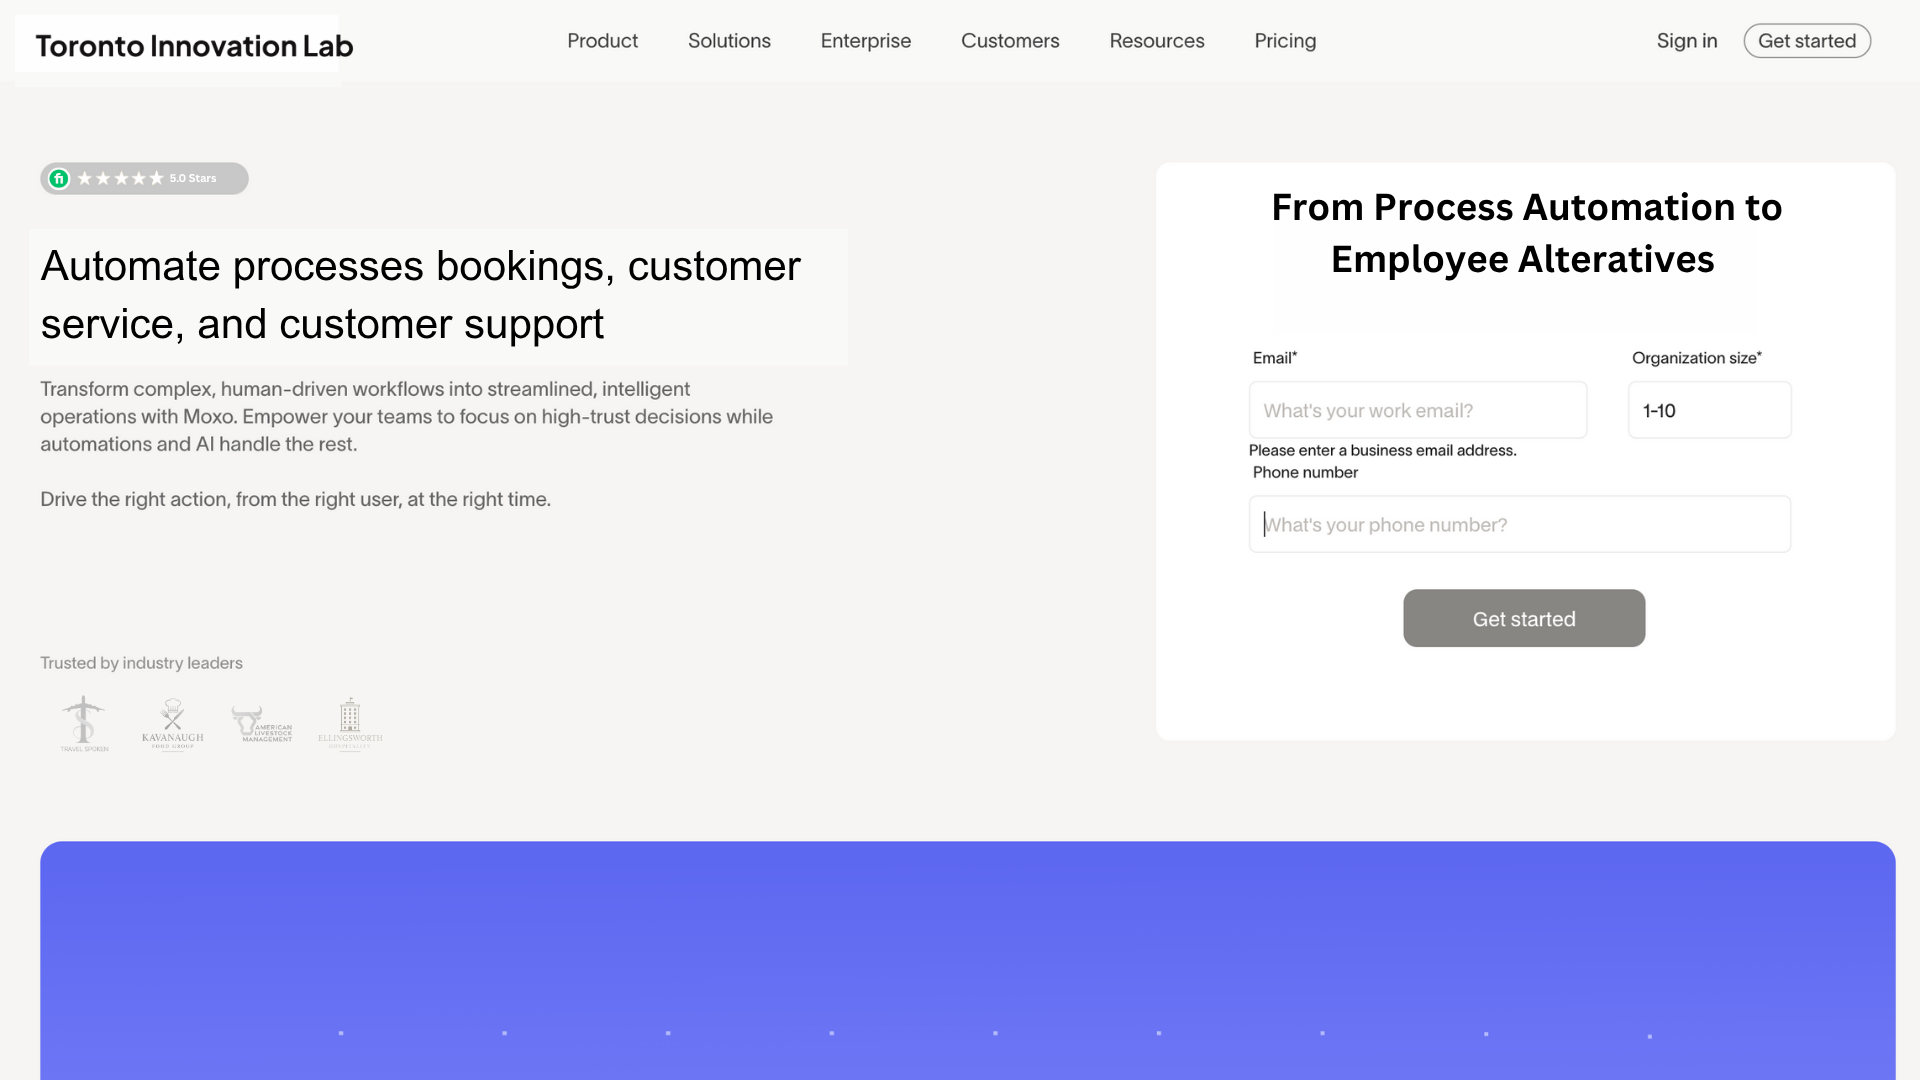 Toronto Innovation Lab
Product Solutions Enterprise Customers Resources Pricing
Sign in Get started
5.0 Stars
Automate processes bookings, customer
service, and customer support
Transform complex, human-driven workflows into streamlined, intelligent
operations with Moxo. Empower your teams to focus on high-trust decisions while
automations and AI handle the rest.
Drive the right action, from the right user, at the right time.
Trusted by industry leaders
TRAVEL SPOKEN
KAVANAUGH
FOOD GROUP
AMERICAN
LIVESTOCK
MANAGEMENT
ELLINGSWORTH
HOSPITALITY
From Process Automation to
Employee Alteratives
Email* Organization size*
What's your work email? 1-10
Please enter a business email address.
Phone number
What's your phone number?
Get started